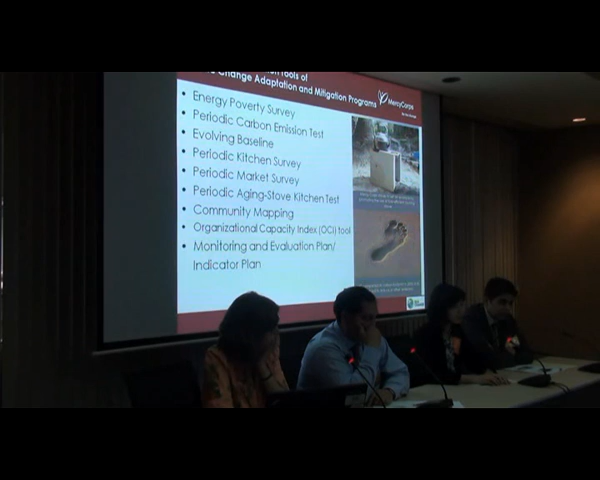 Tools of
Change Adaptation and Mitigation Programs
MercyCorps
• Energy Poverty Survey
• Periodic Carbon Emission Test
• Evolving Baseline
• Periodic Kitchen Survey
• Periodic Market Survey
• Periodic Aging-Stove Kitchen Test
• Community Mapping
• Organizational Capacity Index (OCI) tool
• Monitoring and Evaluation Plan/
Indicator Plan